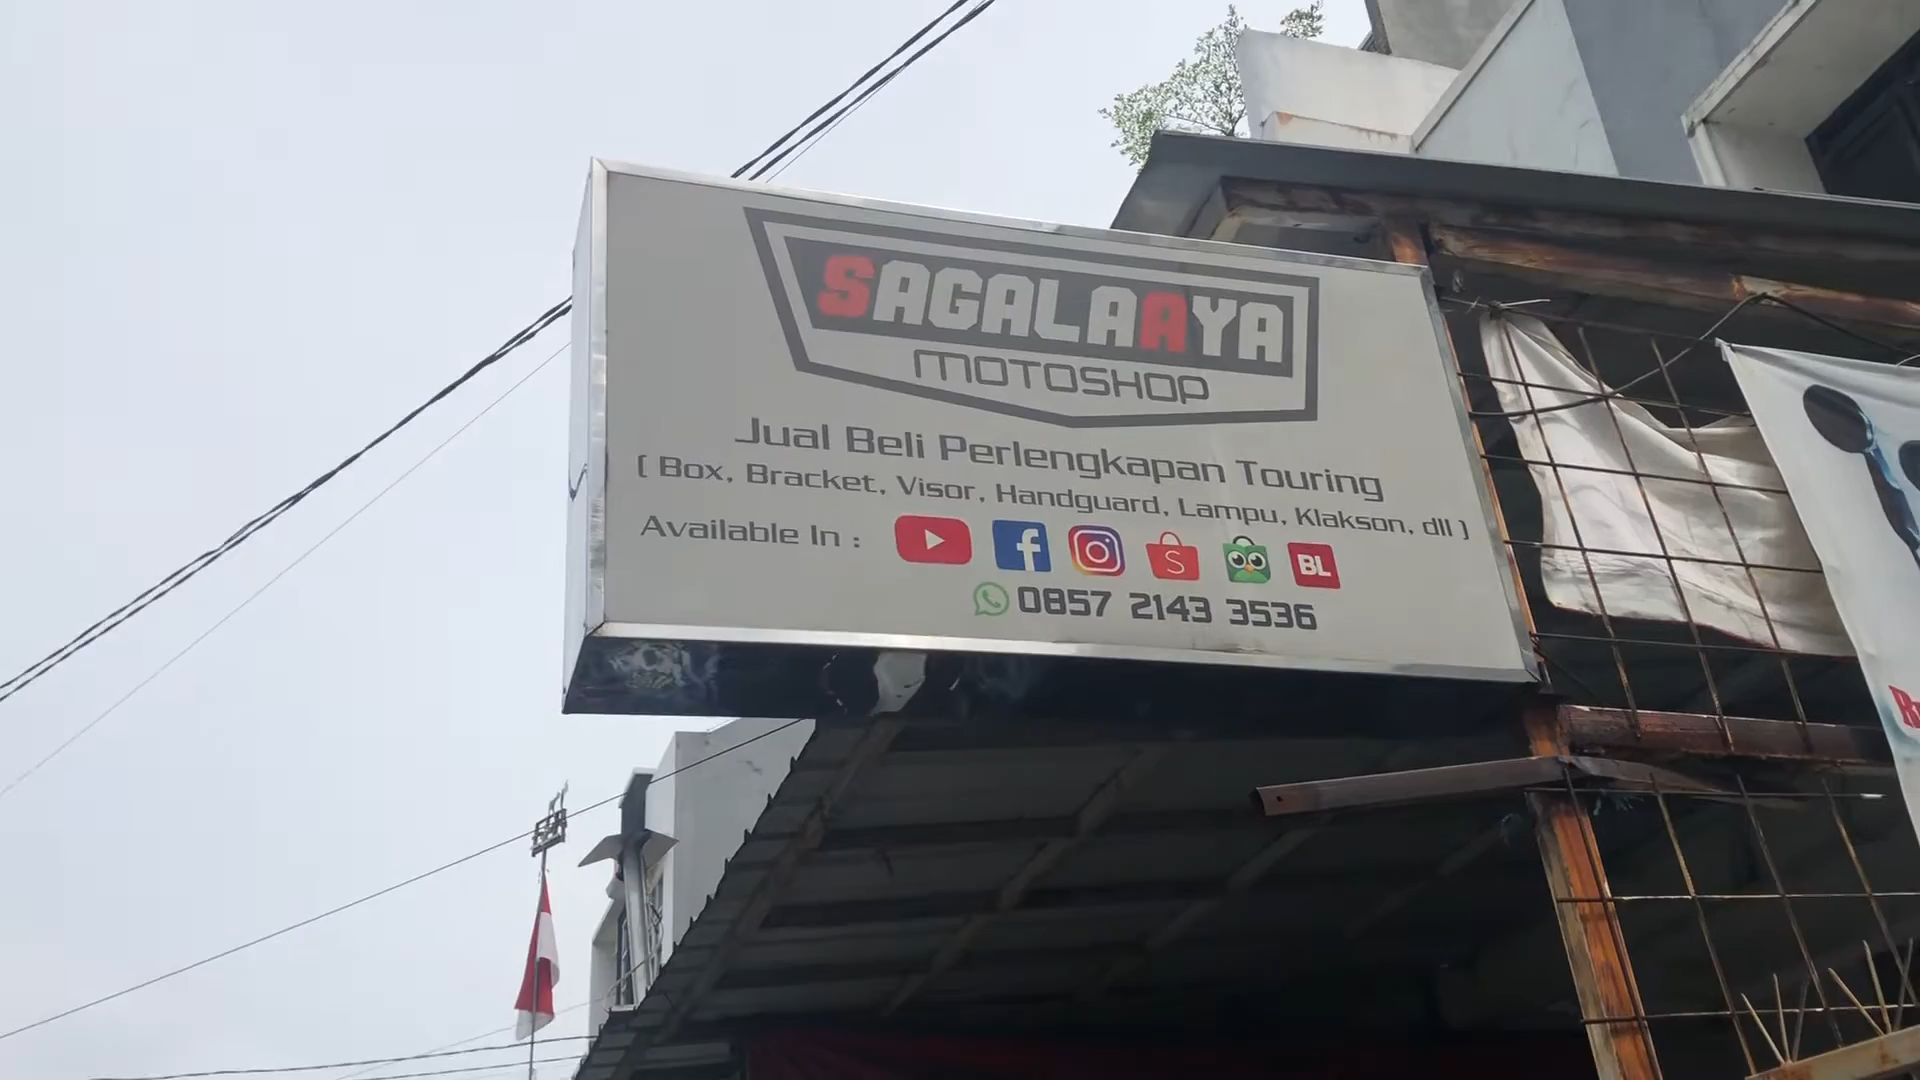 SAGALAAYA
MOTOSHOP
Jual Beli Perlengkapan Touring
( Box, Bracket, Visor, Handguard, Lampu, Klakson, dll )
Available In :
S
BL
0857 2143 3536